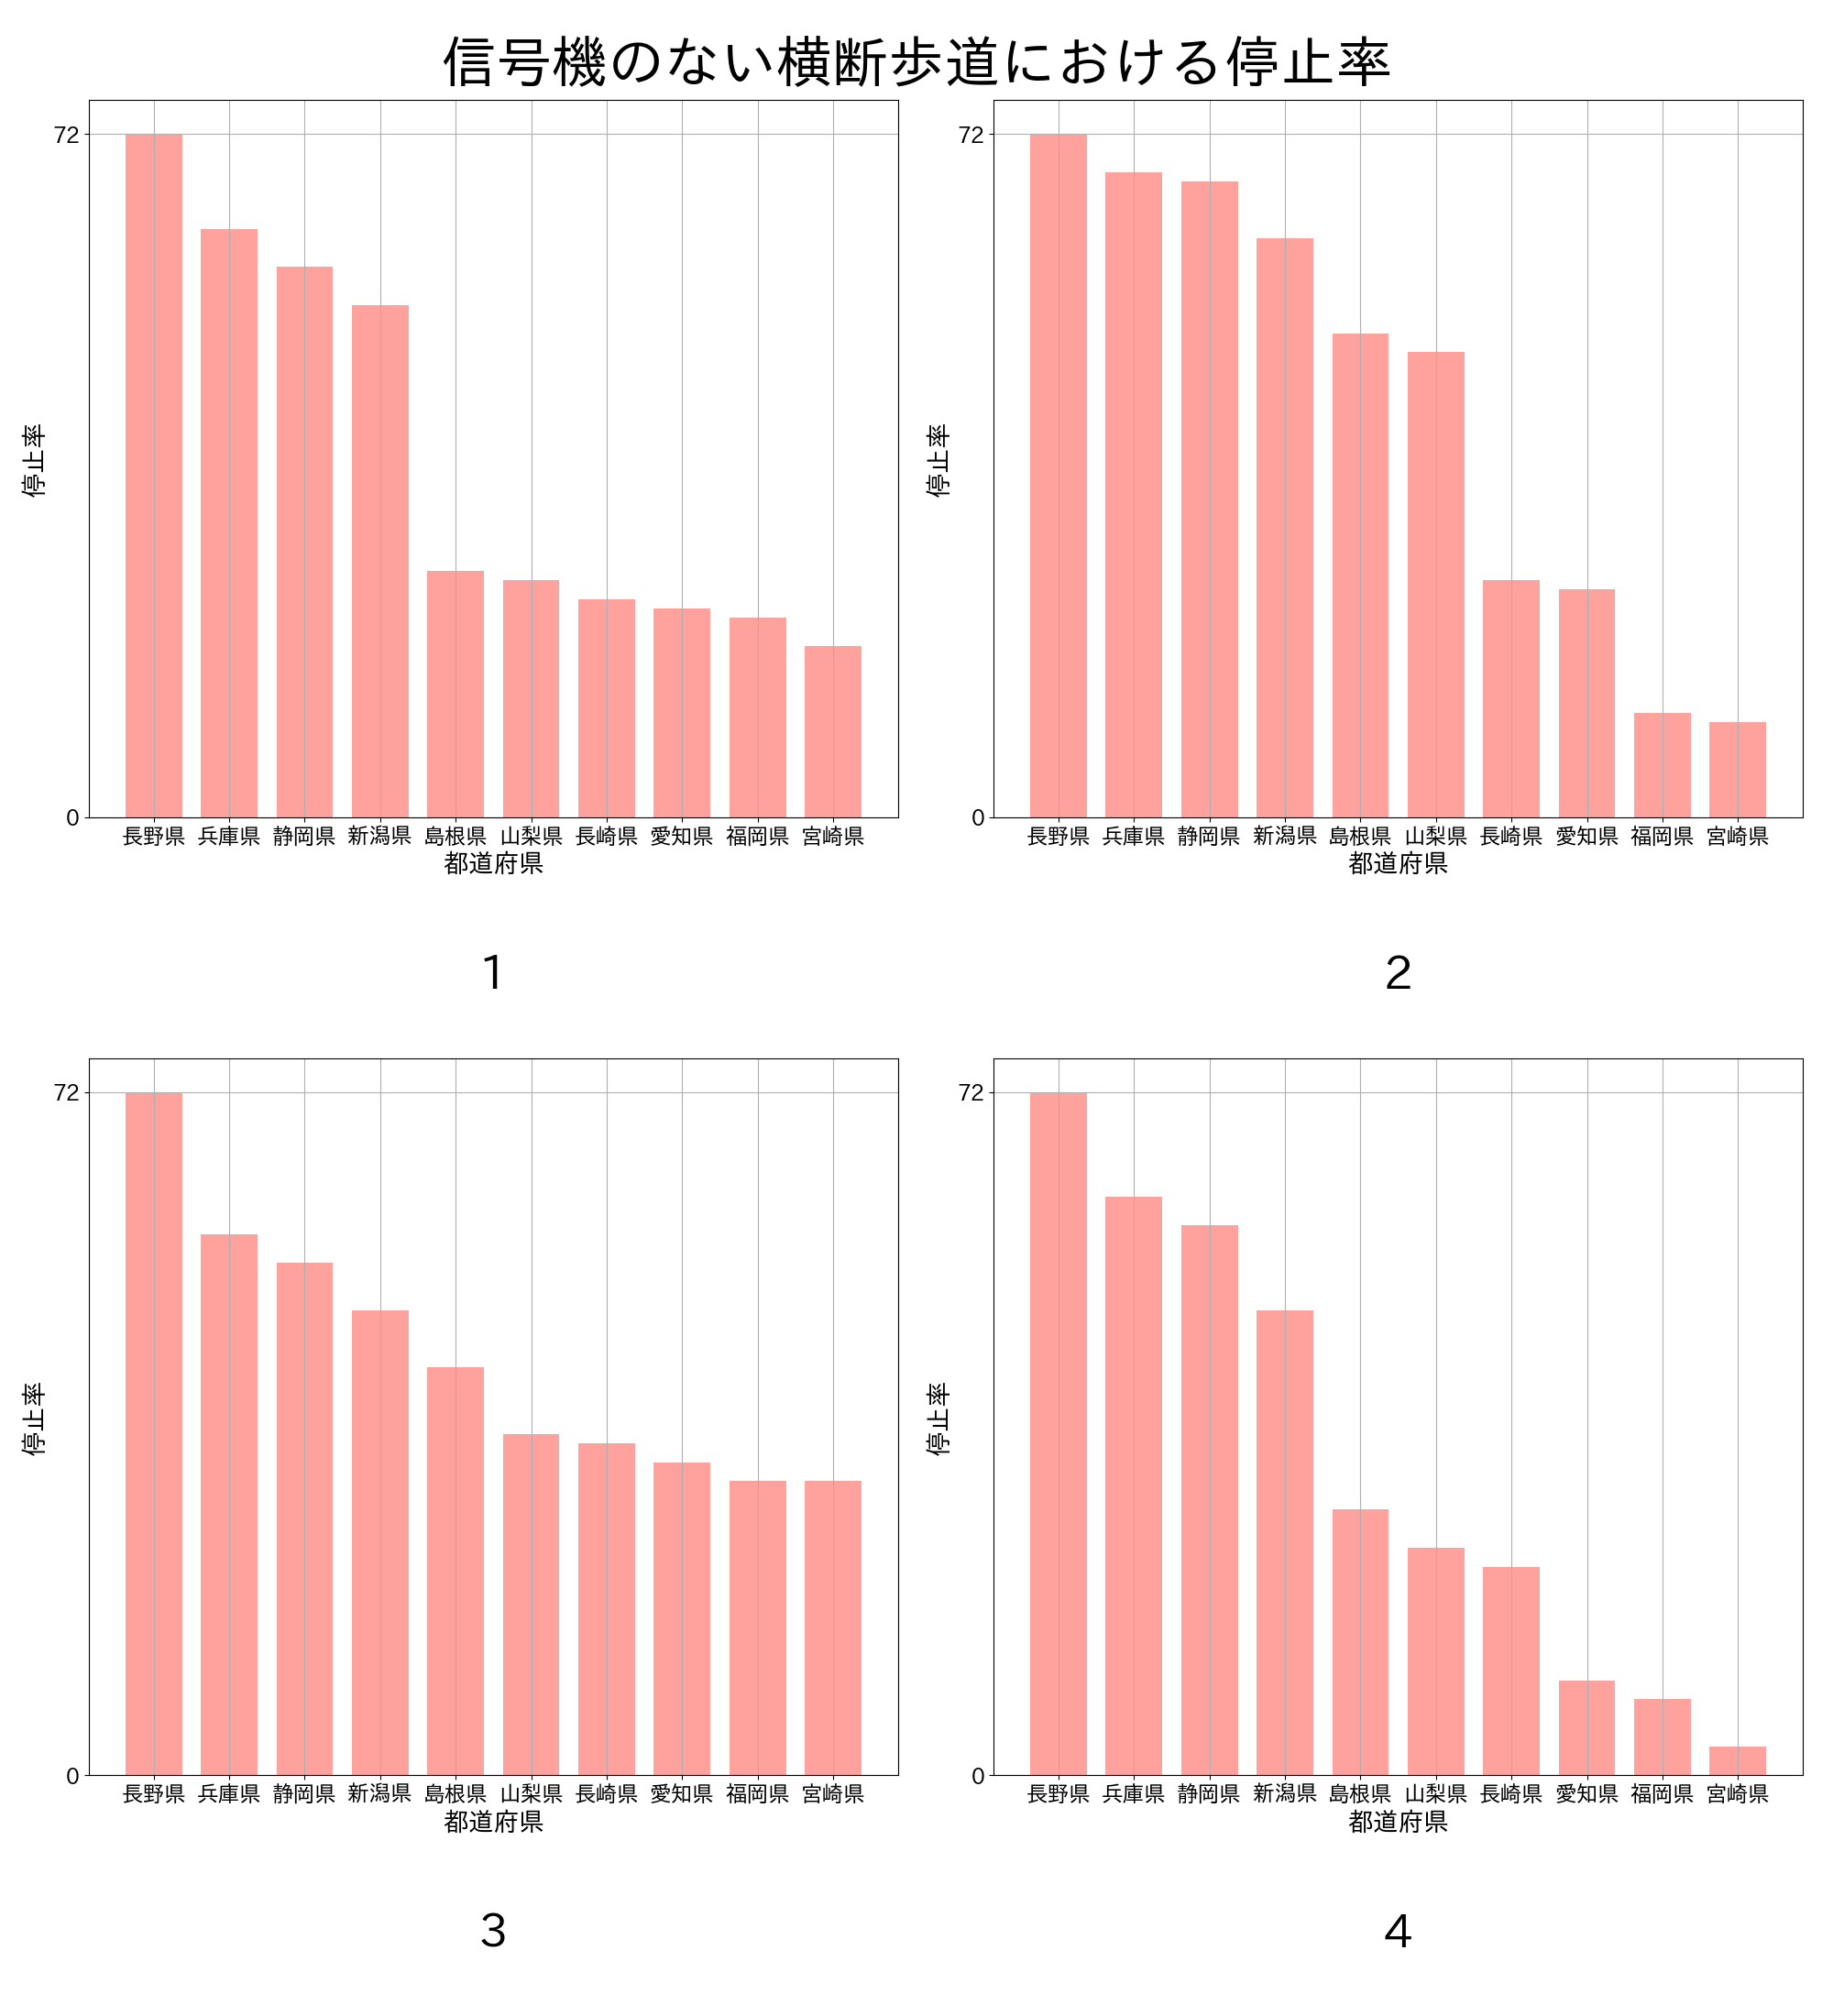 信号機のない横断歩道における停止率
72
停止率
0
長野県 兵庫県 静岡県 新潟県 島根県 山梨県 長崎県 愛知県 福岡県 宮崎県
都道府県
1
72
停止率
0
長野県 兵庫県 静岡県 新潟県 島根県 山梨県 長崎県 愛知県 福岡県 宮崎県
都道府県
2
72
停止率
0
長野県 兵庫県 静岡県 新潟県 島根県 山梨県 長崎県 愛知県 福岡県 宮崎県
都道府県
3
72
停止率
0
長野県 兵庫県 静岡県 新潟県 島根県 山梨県 長崎県 愛知県 福岡県 宮崎県
都道府県
4